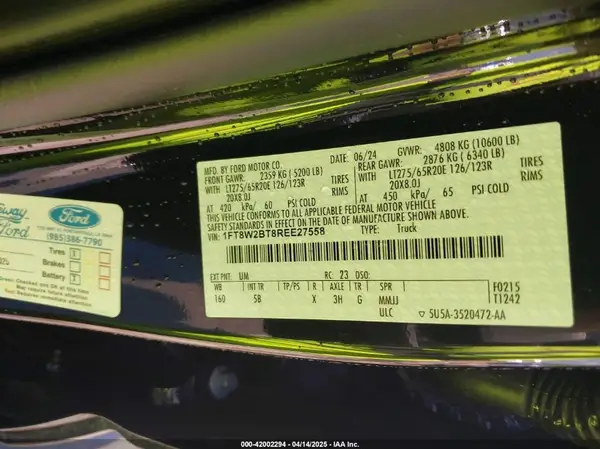 MFD. BY FORD MOTOR CO.
06/24
GVWR: 4808 KG (10600 LB)
FRONT GAWR: 2359 KG (5200 LB)
REAR GAWR: 2876 KG (6340 LB)
WITH LT275/65R20E 126/123R TIRES
WITH LT275/65R20E 126/123R TIRES
20X8.0J RIMS
20X8.0J RIMS
AT 420 kPa/ 60 PSI COLD
AT 450 kPa/ 65 PSI COLD
THIS VEHICLE CONFORMS TO ALL APPLICABLE FEDERAL MOTOR VEHICLE
SAFETY STANDARDS IN EFFECT ON THE DATE OF MANUFACTURE SHOWN ABOVE.
VIN: 1FT8W2BT8REE27558
TYPE: Truck
EXT PNT: UM RC: 23 DSO:
WB INT TR TP/PS R AXLE TR SPR F0215
160 5B X 3H G MMJJ T1242
ULC 5U5A-3520472-AA
Ford
Ford
(985) 386-7790
Tires
Brakes
Battery
000-42002294 - 04/14/2025 - IAA Inc.